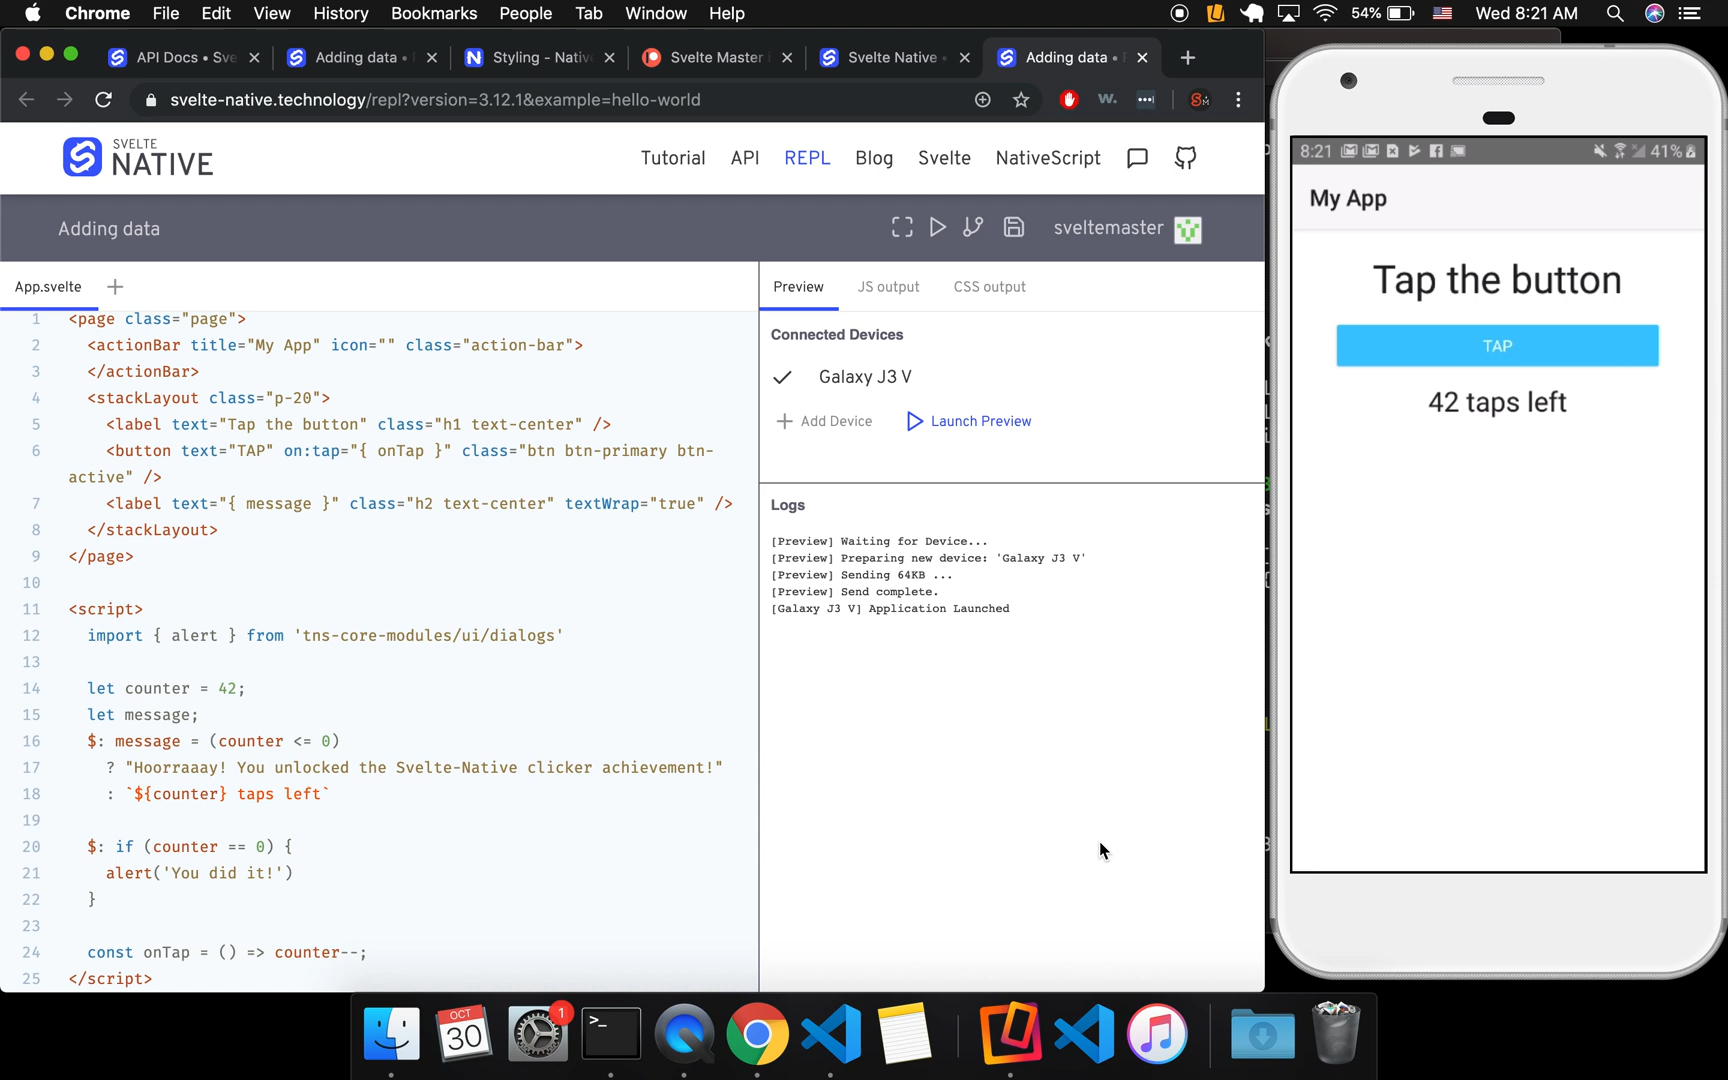 Chrome File Edit View History Bookmarks People Tab Window Help
54% Wed 8:21 AM
API Docs • Sve
Adding data •
Styling - Native
Svelte Master
Svelte Native •
Adding data •
svelte-native.technology/repl?version=3.12.1&example=hello-world
SVELTE
NATIVE
Tutorial API REPL Blog Svelte NativeScript
Adding data
sveltemaster
App.svelte
Preview JS output CSS output
1 <page class="page">
2 <actionBar title="My App" icon="" class="action-bar">
3 </actionBar>
4 <stackLayout class="p-20">
5 <label text="Tap the button" class="h1 text-center" />
6 <button text="TAP" on:tap="{ onTap }" class="btn btn-primary btn-
active" />
7 <label text="{ message }" class="h2 text-center" textWrap="true" />
8 </stackLayout>
9 </page>
10
11 <script>
12 import { alert } from 'tns-core-modules/ui/dialogs'
13
14 let counter = 42;
15 let message;
16 $: message = (counter <= 0)
17 ? "Hoorraaay! You unlocked the Svelte-Native clicker achievement!"
18 : `${counter} taps left`
19
20 $: if (counter == 0) {
21 alert('You did it!')
22 }
23
24 const onTap = () => counter--;
25 </script>
Connected Devices
Galaxy J3 V
Add Device
Launch Preview
Logs
[Preview] Waiting for Device...
[Preview] Preparing new device: 'Galaxy J3 V'
[Preview] Sending 64KB ...
[Preview] Send complete.
[Galaxy J3 V] Application Launched
8:21 41%
My App
Tap the button
TAP
42 taps left
OCT
30
1